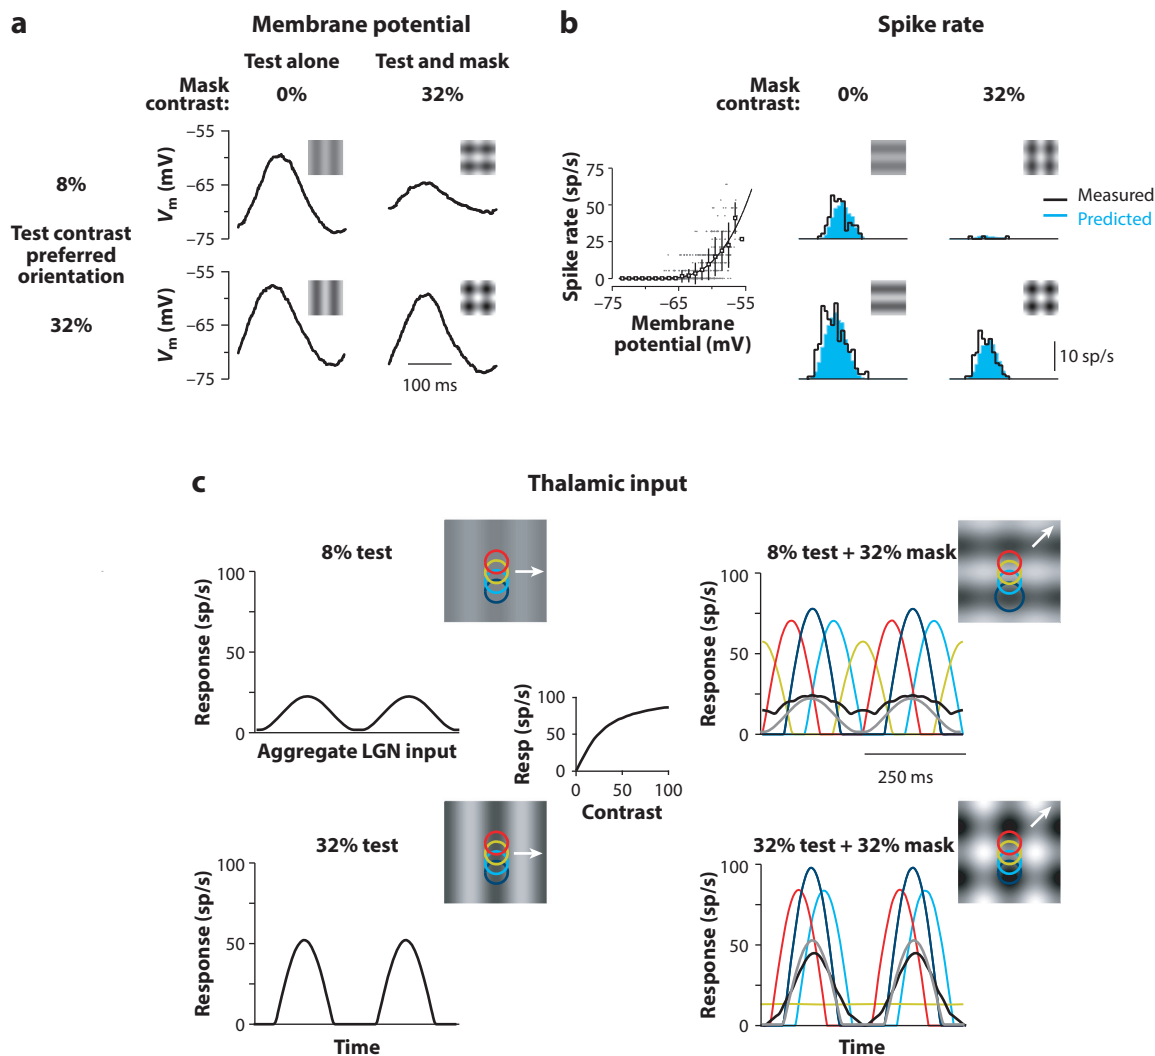 a
Membrane potential
Test alone
Test and mask
Mask
contrast:
0%
32%
8%
Test contrast
preferred
orientation
32%
−55
−65
−75
Vm (mV)
−55
−65
−75
Vm (mV)
100 ms
b
Spike rate
Mask
contrast:
0%
32%
75
50
25
0
Spike rate (sp/s)
−75
−65
−55
Membrane
potential (mV)
Measured
Predicted
10 sp/s
c
Thalamic input
8% test
100
50
0
Response (sp/s)
Aggregate LGN input
8% test + 32% mask
100
50
0
Response (sp/s)
250 ms
100
50
0
Resp (sp/s)
0
50
100
Contrast
32% test
100
50
0
Response (sp/s)
Time
32% test + 32% mask
100
50
0
Response (sp/s)
Time